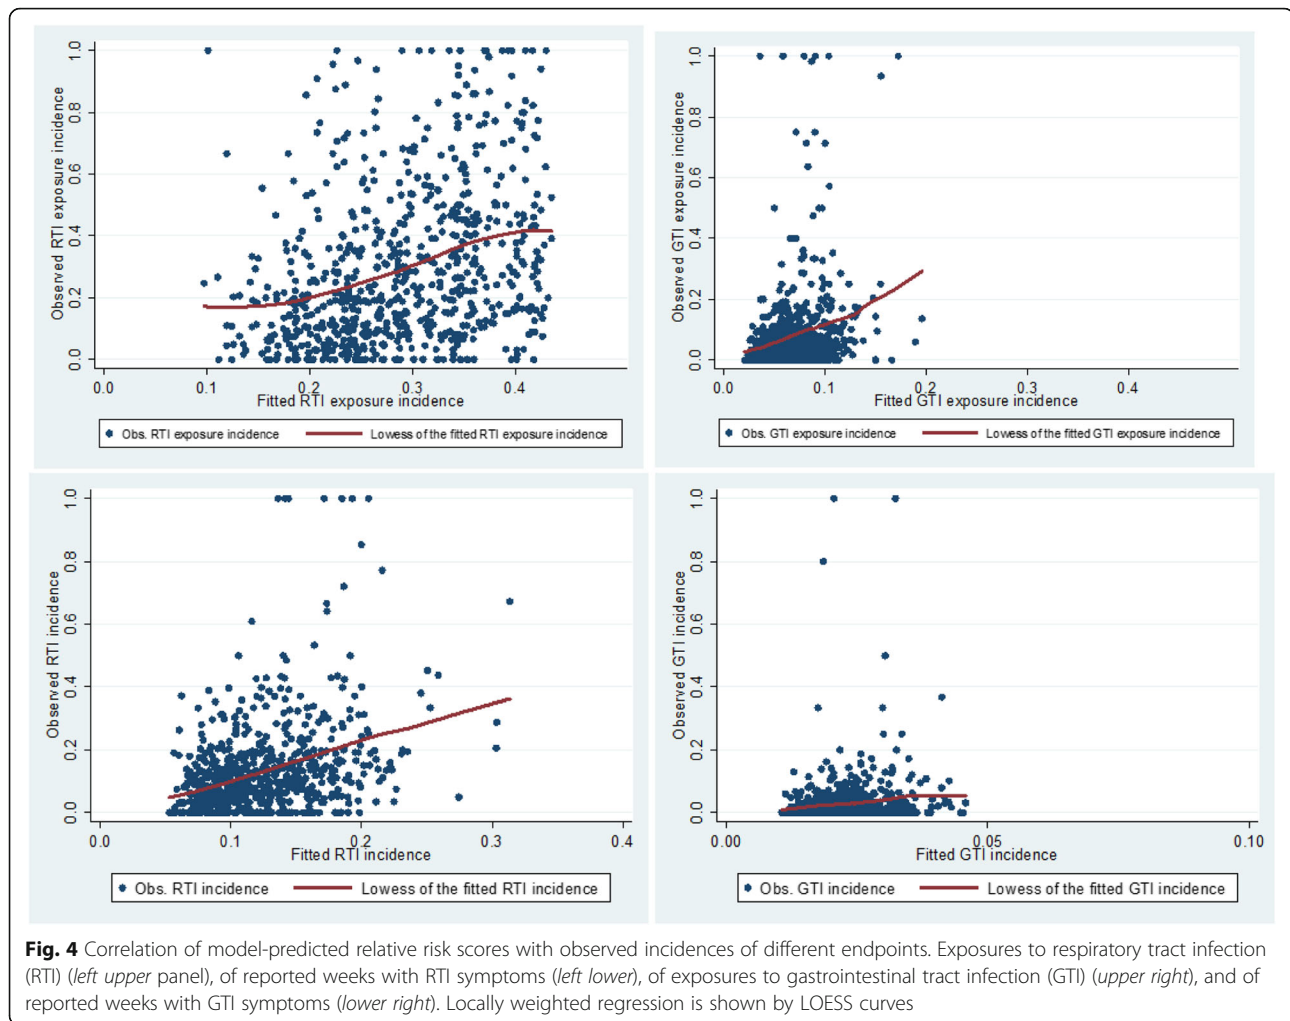 Observed RTI exposure incidence
1.0
0.8
0.6
0.4
0.2
0.0
0.0 0.1 0.2 0.3 0.4
Fitted RTI exposure incidence
Obs. RTI exposure incidence Lowess of the fitted RTI exposure incidence
Observed GTI exposure incidence
1.0
0.8
0.6
0.4
0.2
0.0
0.0 0.1 0.2 0.4
Fitted GTI exposure incidence
Obs. GTI exposure incidence Lowess of the fitted GTI exposure incidence
Observed RTI incidence
1.0
0.8
0.6
0.4
0.2
0.0
0.0 0.1 0.2 0.3 0.4
Fitted RTI incidence
Obs. RTI incidence Lowess of the fitted RTI incidence
Observed GTI incidence
1.0
0.8
0.6
0.4
0.2
0.0
0.00 0.05 0.10
Fitted GTI incidence
Obs. GTI incidence Lowess of the fitted GTI incidence
Fig. 4 Correlation of model-predicted relative risk scores with observed incidences of different endpoints. Exposures to respiratory tract infection
(RTI) (left upper panel), of reported weeks with RTI symptoms (left lower), of exposures to gastrointestinal tract infection (GTI) (upper right), and of
reported weeks with GTI symptoms (lower right). Locally weighted regression is shown by LOESS curves